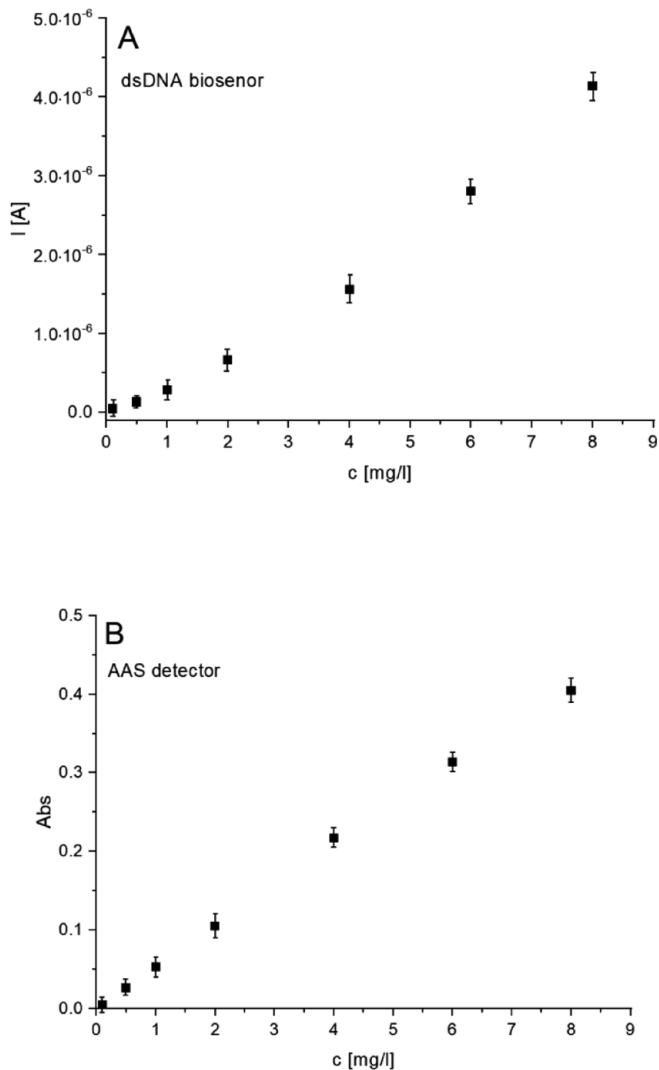 A
dsDNA biosenor
5.0·10-6
4.0·10-6
3.0·10-6
2.0·10-6
1.0·10-6
0.0
I [A]
0 1 2 3 4 5 6 7 8 9
c [mg/l]
B
AAS detector
0.5
0.4
0.3
0.2
0.1
0.0
Abs
0 1 2 3 4 5 6 7 8 9
c [mg/l]